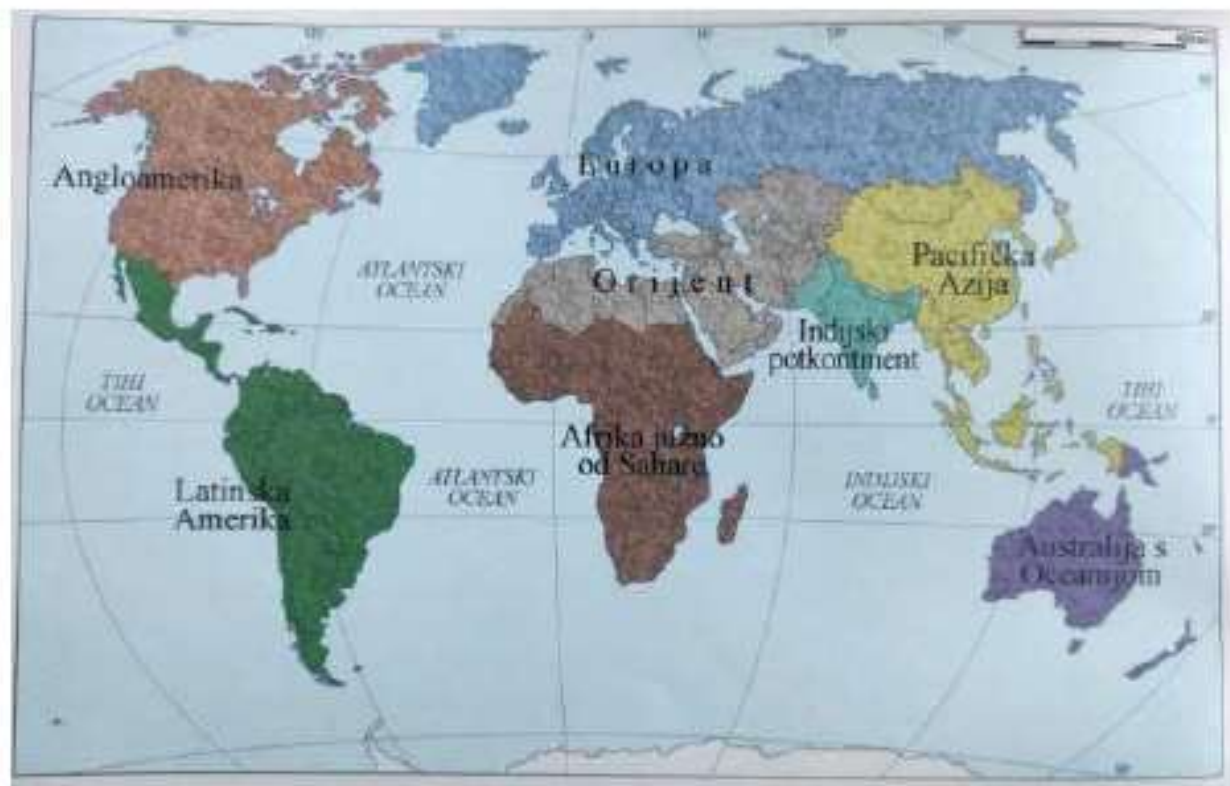 Angloamerika
Europa
Orijent
Pacifička
Azija
Indijski
potkontinent
ATLANTSKI
OCEAN
TIHI
OCEAN
TIHI
OCEAN
Afrika južno
od Sahare
Latinska
Amerika
ATLANTSKI
OCEAN
INDIJSKI
OCEAN
Australija s
Oceanijom